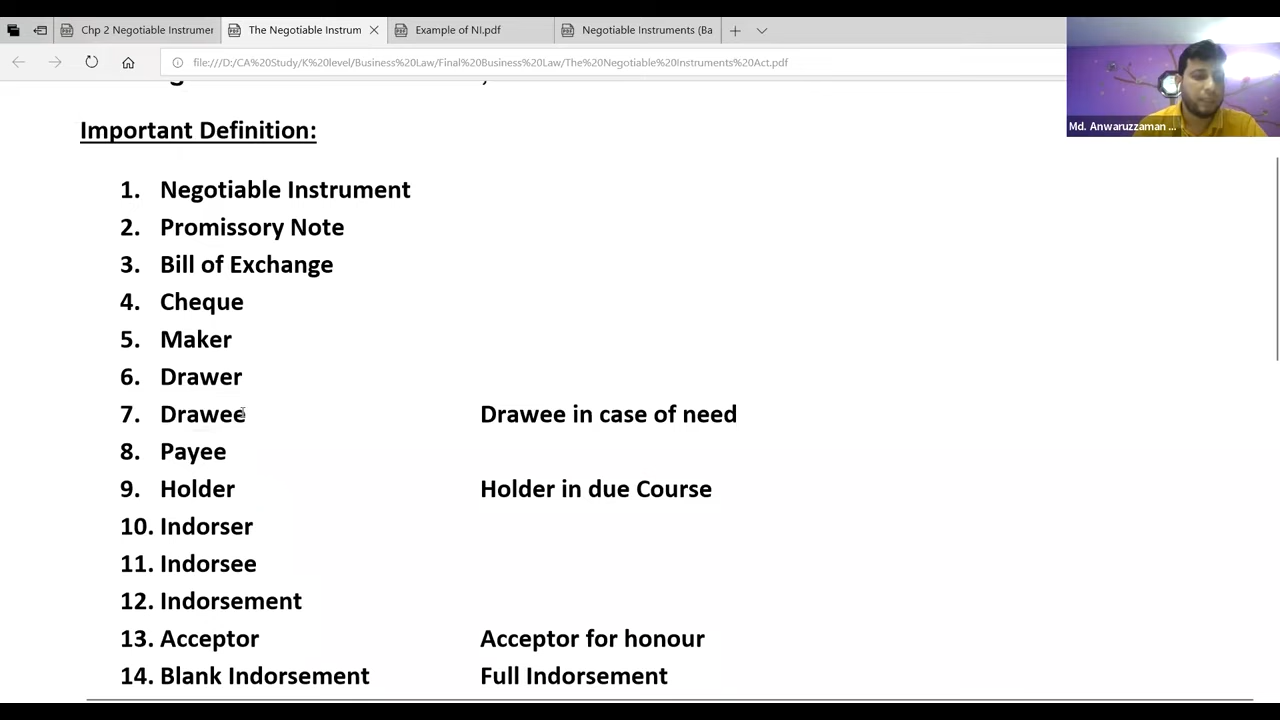 Chp 2 Negotiable Instrumer
The Negotiable Instrum
Example of NI.pdf
Negotiable Instruments (Ba
file:///D:/CA%20Study/K%20level/Business%20Law/Final%20Business%20Law/The%20Negotiable%20Instruments%20Act.pdf
Md. Anwaruzzaman ...
Important Definition:
1. Negotiable Instrument
2. Promissory Note
3. Bill of Exchange
4. Cheque
5. Maker
6. Drawer
7. Drawee Drawee in case of need
8. Payee
9. Holder Holder in due Course
10. Indorser
11. Indorsee
12. Indorsement
13. Acceptor Acceptor for honour
14. Blank Indorsement Full Indorsement